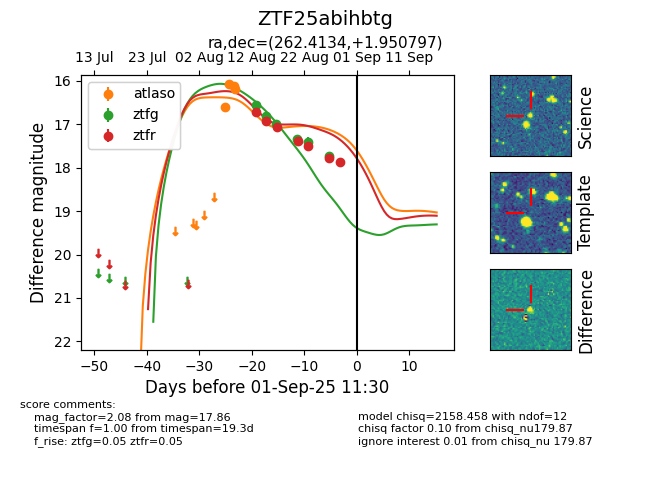 ZTF25abihbtg
ra,dec=(262.4134,+1.950797)
13 Jul 23 Jul 02 Aug 12 Aug 22 Aug 01 Sep 11 Sep
atlaso
ztfg
ztfr
16
17
18
19
20
21
22
Difference magnitude
−50 −40 −30 −20 −10 0 10
Days before 01-Sep-25 11:30
Science
Template
Difference
score comments:
mag_factor=2.08 from mag=17.86
timespan f=1.00 from timespan=19.3d
f_rise: ztfg=0.05 ztfr=0.05
model chisq=2158.458 with ndof=12
chisq factor 0.10 from chisq_nu179.87
ignore interest 0.01 from chisq_nu 179.87